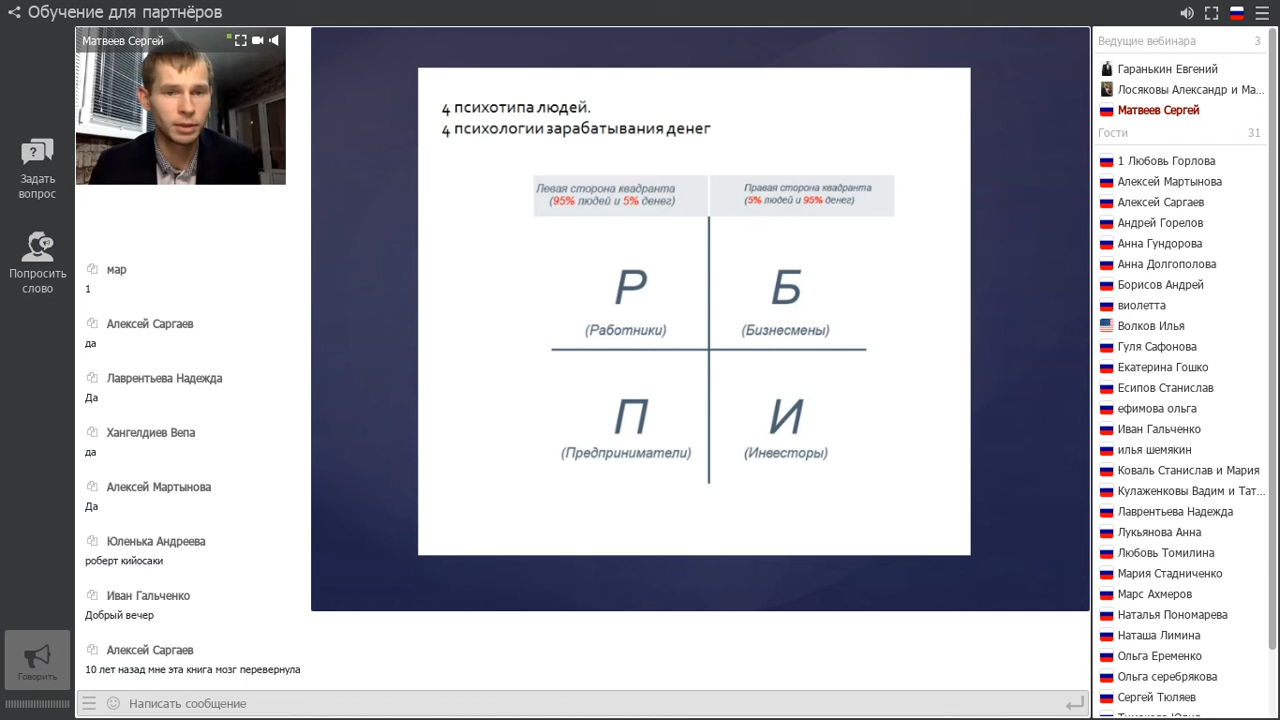 Обучение для партнёров
Матвеев Сергей
Задать
вопрос
Попросить
слово
Говорить
мар
1
Алексей Саргаев
да
Лаврентьева Надежда
Да
Хангелдиев Вепа
да
Алексей Мартынова
Да
Юленька Андреева
роберт кийосаки
Иван Гальченко
Добрый вечер
Алексей Саргаев
10 лет назад мне эта книга мозг перевернула
Написать сообщение
4 психотипа людей.
4 психологии зарабатывания денег
Левая сторона квадранта
(95% людей и 5% денег)
Правая сторона квадранта
(5% людей и 95% денег)
Р
(Работники)
Б
(Бизнесмены)
П
(Предприниматели)
И
(Инвесторы)
Ведущие вебинара 3
Гаранькин Евгений
Лосяковы Александр и Ма...
Матвеев Сергей
Гости 31
1 Любовь Горлова
Алексей Мартынова
Алексей Саргаев
Андрей Горелов
Анна Гундорова
Анна Долгополова
Борисов Андрей
виолетта
Волков Илья
Гуля Сафонова
Екатерина Гошко
Есипов Станислав
ефимова ольга
Иван Гальченко
илья шемякин
Коваль Станислав и Мария
Кулаженковы Вадим и Тат...
Лаврентьева Надежда
Лукьянова Анна
Любовь Томилина
Мария Стадниченко
Марс Ахмеров
Наталья Пономарева
Наташа Лимина
Ольга Еременко
Ольга серебрякова
Сергей Тюляев